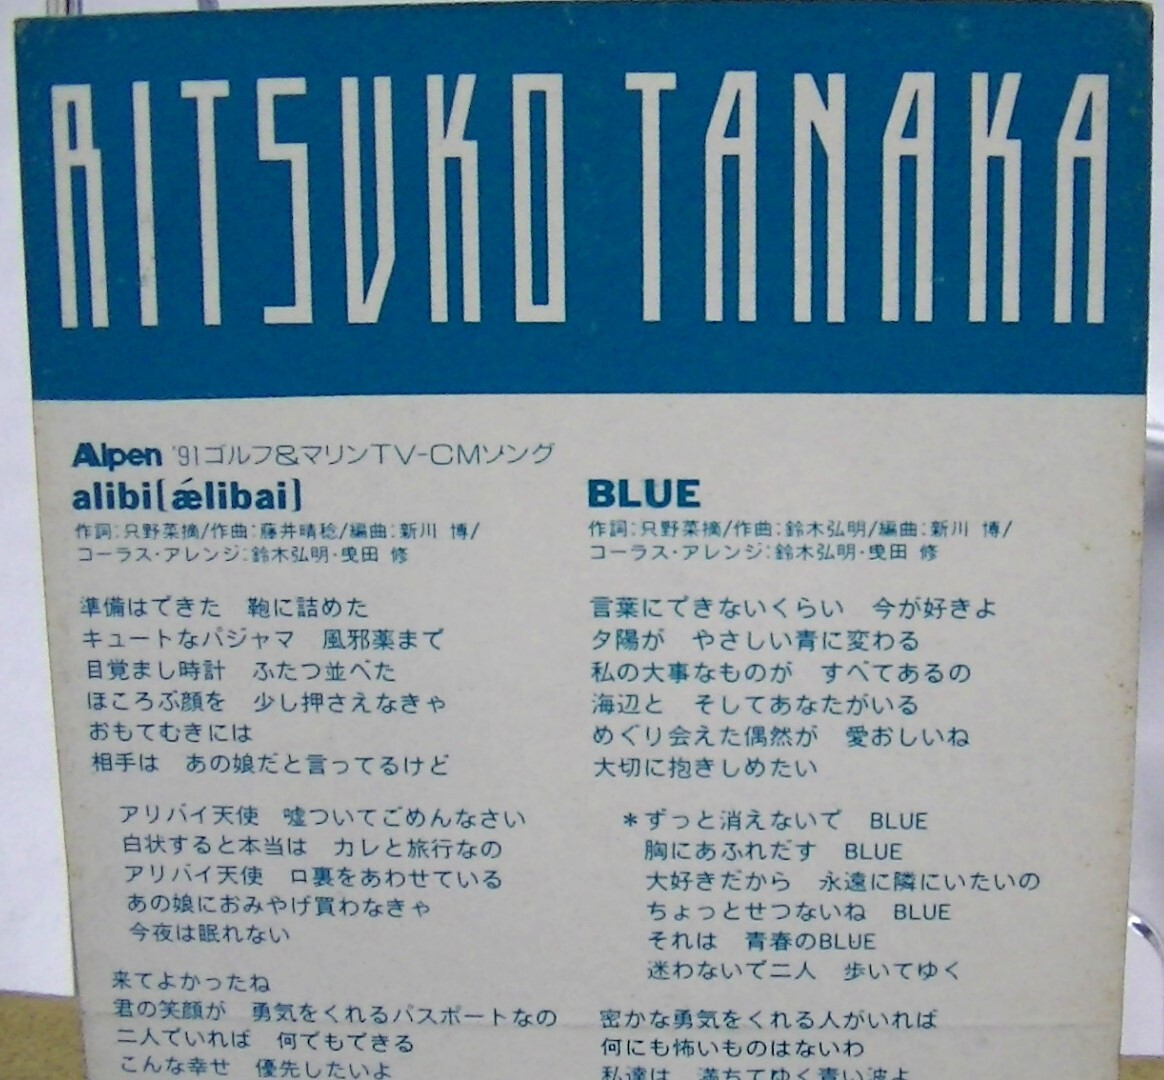 RITSUKO TANAKA
Alpen '91ゴルフ&マリンTV-CMソング
alibi[ǽlibai]
作詞:只野菜摘/作曲:藤井晴稔/編曲:新川 博/
コーラス・アレンジ:鈴木弘明・曵田 修
準備はできた 鞄に詰めた
キュートなパジャマ 風邪薬まで
目覚まし時計 ふたつ並べた
ほころぶ顔を 少し押さえなきゃ
おもてむきには
相手は あの娘だと言ってるけど
アリバイ天使 嘘ついてごめんなさい
白状すると本当は カレと旅行なの
アリバイ天使 口裏をあわせている
あの娘におみやげ買わなきゃ
今夜は眠れない
来てよかったね
君の笑顔が 勇気をくれるパスポートなの
二人でいれば 何でもできる
こんな幸せ 優先したいよ
BLUE
作詞:只野菜摘/作曲:鈴木弘明/編曲:新川 博/
コーラス・アレンジ:鈴木弘明・曵田 修
言葉にできないくらい 今が好きよ
夕陽が やさしい青に変わる
私の大事なものが すべてあるの
海辺と そしてあなたがいる
めぐり会えた偶然が 愛おしいね
大切に抱きしめたい
*ずっと消えないで BLUE
胸にあふれだす BLUE
大好きだから 永遠に隣にいたいの
ちょっとせつないね BLUE
それは 青春のBLUE
迷わないで二人 歩いてゆく
密かな勇気をくれる人がいれば
何にも怖いものはないわ
私達は 満ちてゆく青い波よ